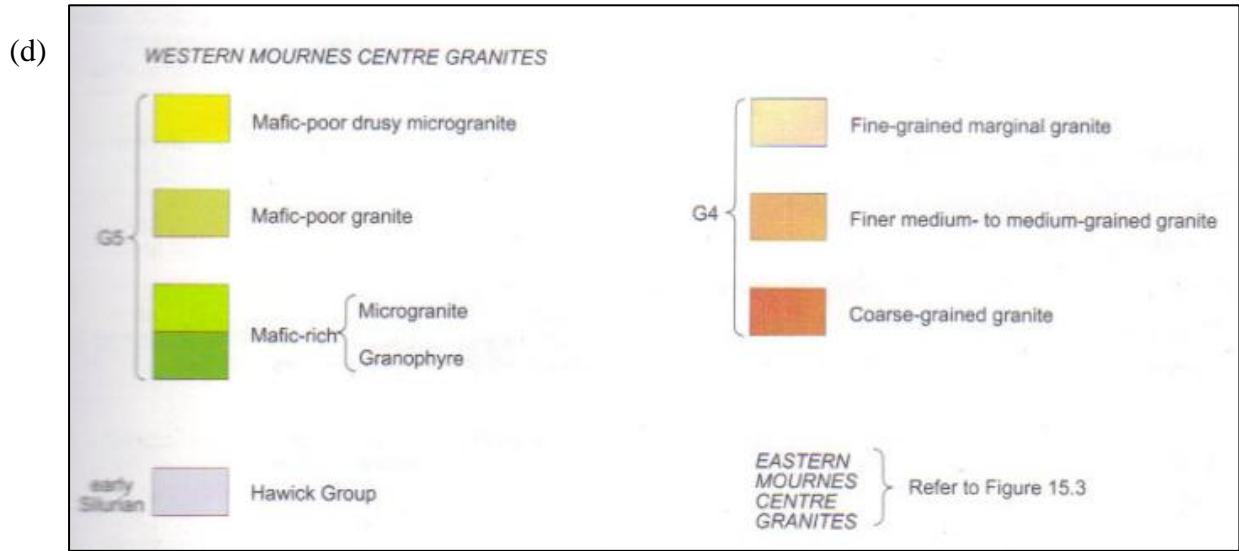 (d)
WESTERN MOURNES CENTRE GRANITES
G5
Mafic-poor drusy microgranite
Mafic-poor granite
Mafic-rich
Microgranite
Granophyre
early
Silurian
Hawick Group
G4
Fine-grained marginal granite
Finer medium- to medium-grained granite
Coarse-grained granite
EASTERN
MOURNES
CENTRE
GRANITES
Refer to Figure 15.3